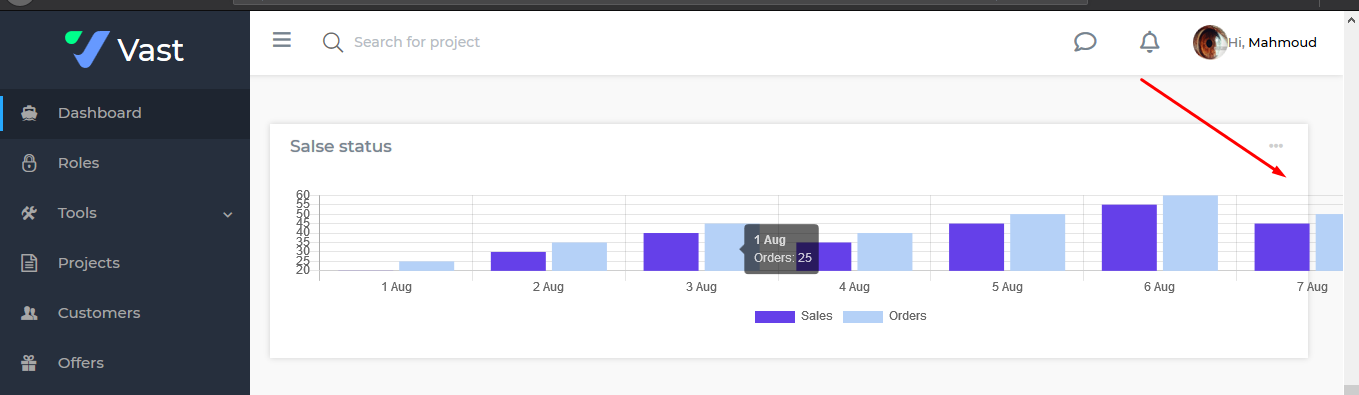 Vast
Search for project
Hi, Mahmoud
Dashboard
Roles
Tools
Projects
Customers
Offers
Salse status
60
55
50
45
40
35
30
25
20
1 Aug
Orders: 25
1 Aug 2 Aug 3 Aug 4 Aug 5 Aug 6 Aug 7 Aug
Sales Orders